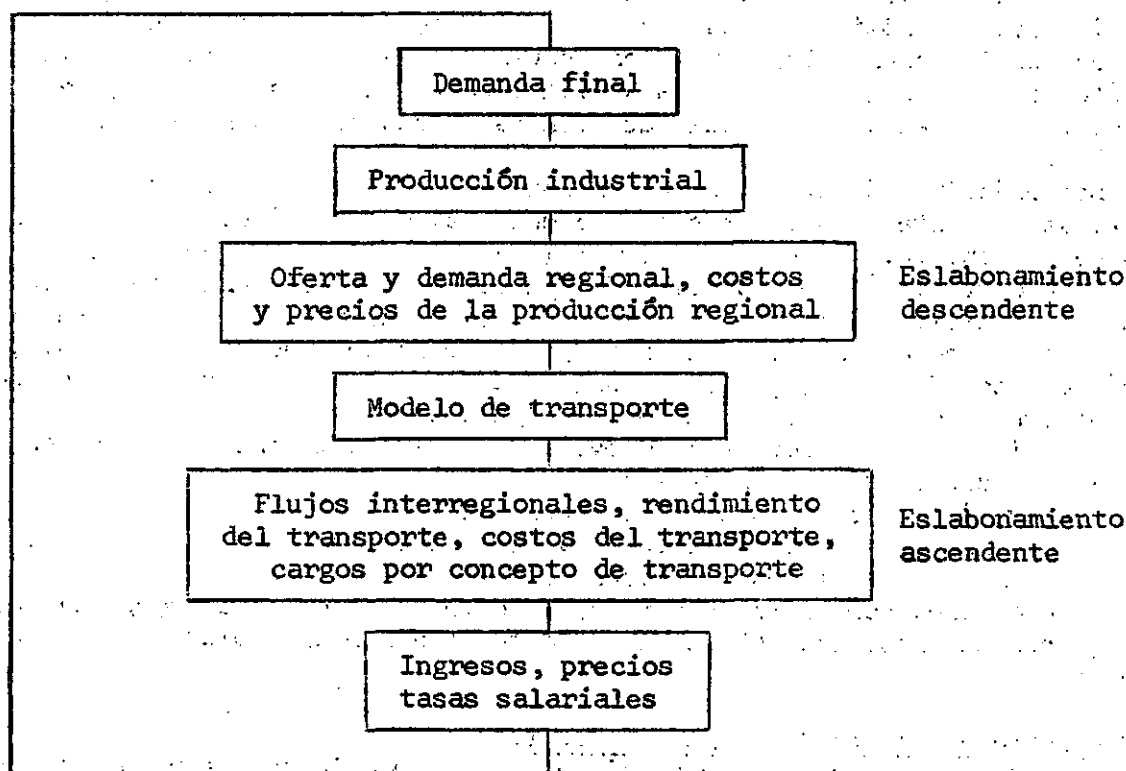 Demanda final
Producción industrial
Oferta y demanda regional, costos
y precios de la producción regional
Eslabonamiento
descendente
Modelo de transporte
Flujos interregionales, rendimiento
del transporte, costos del transporte,
cargos por concepto de transporte
Eslabonamiento
ascendente
Ingresos, precios
tasas salariales